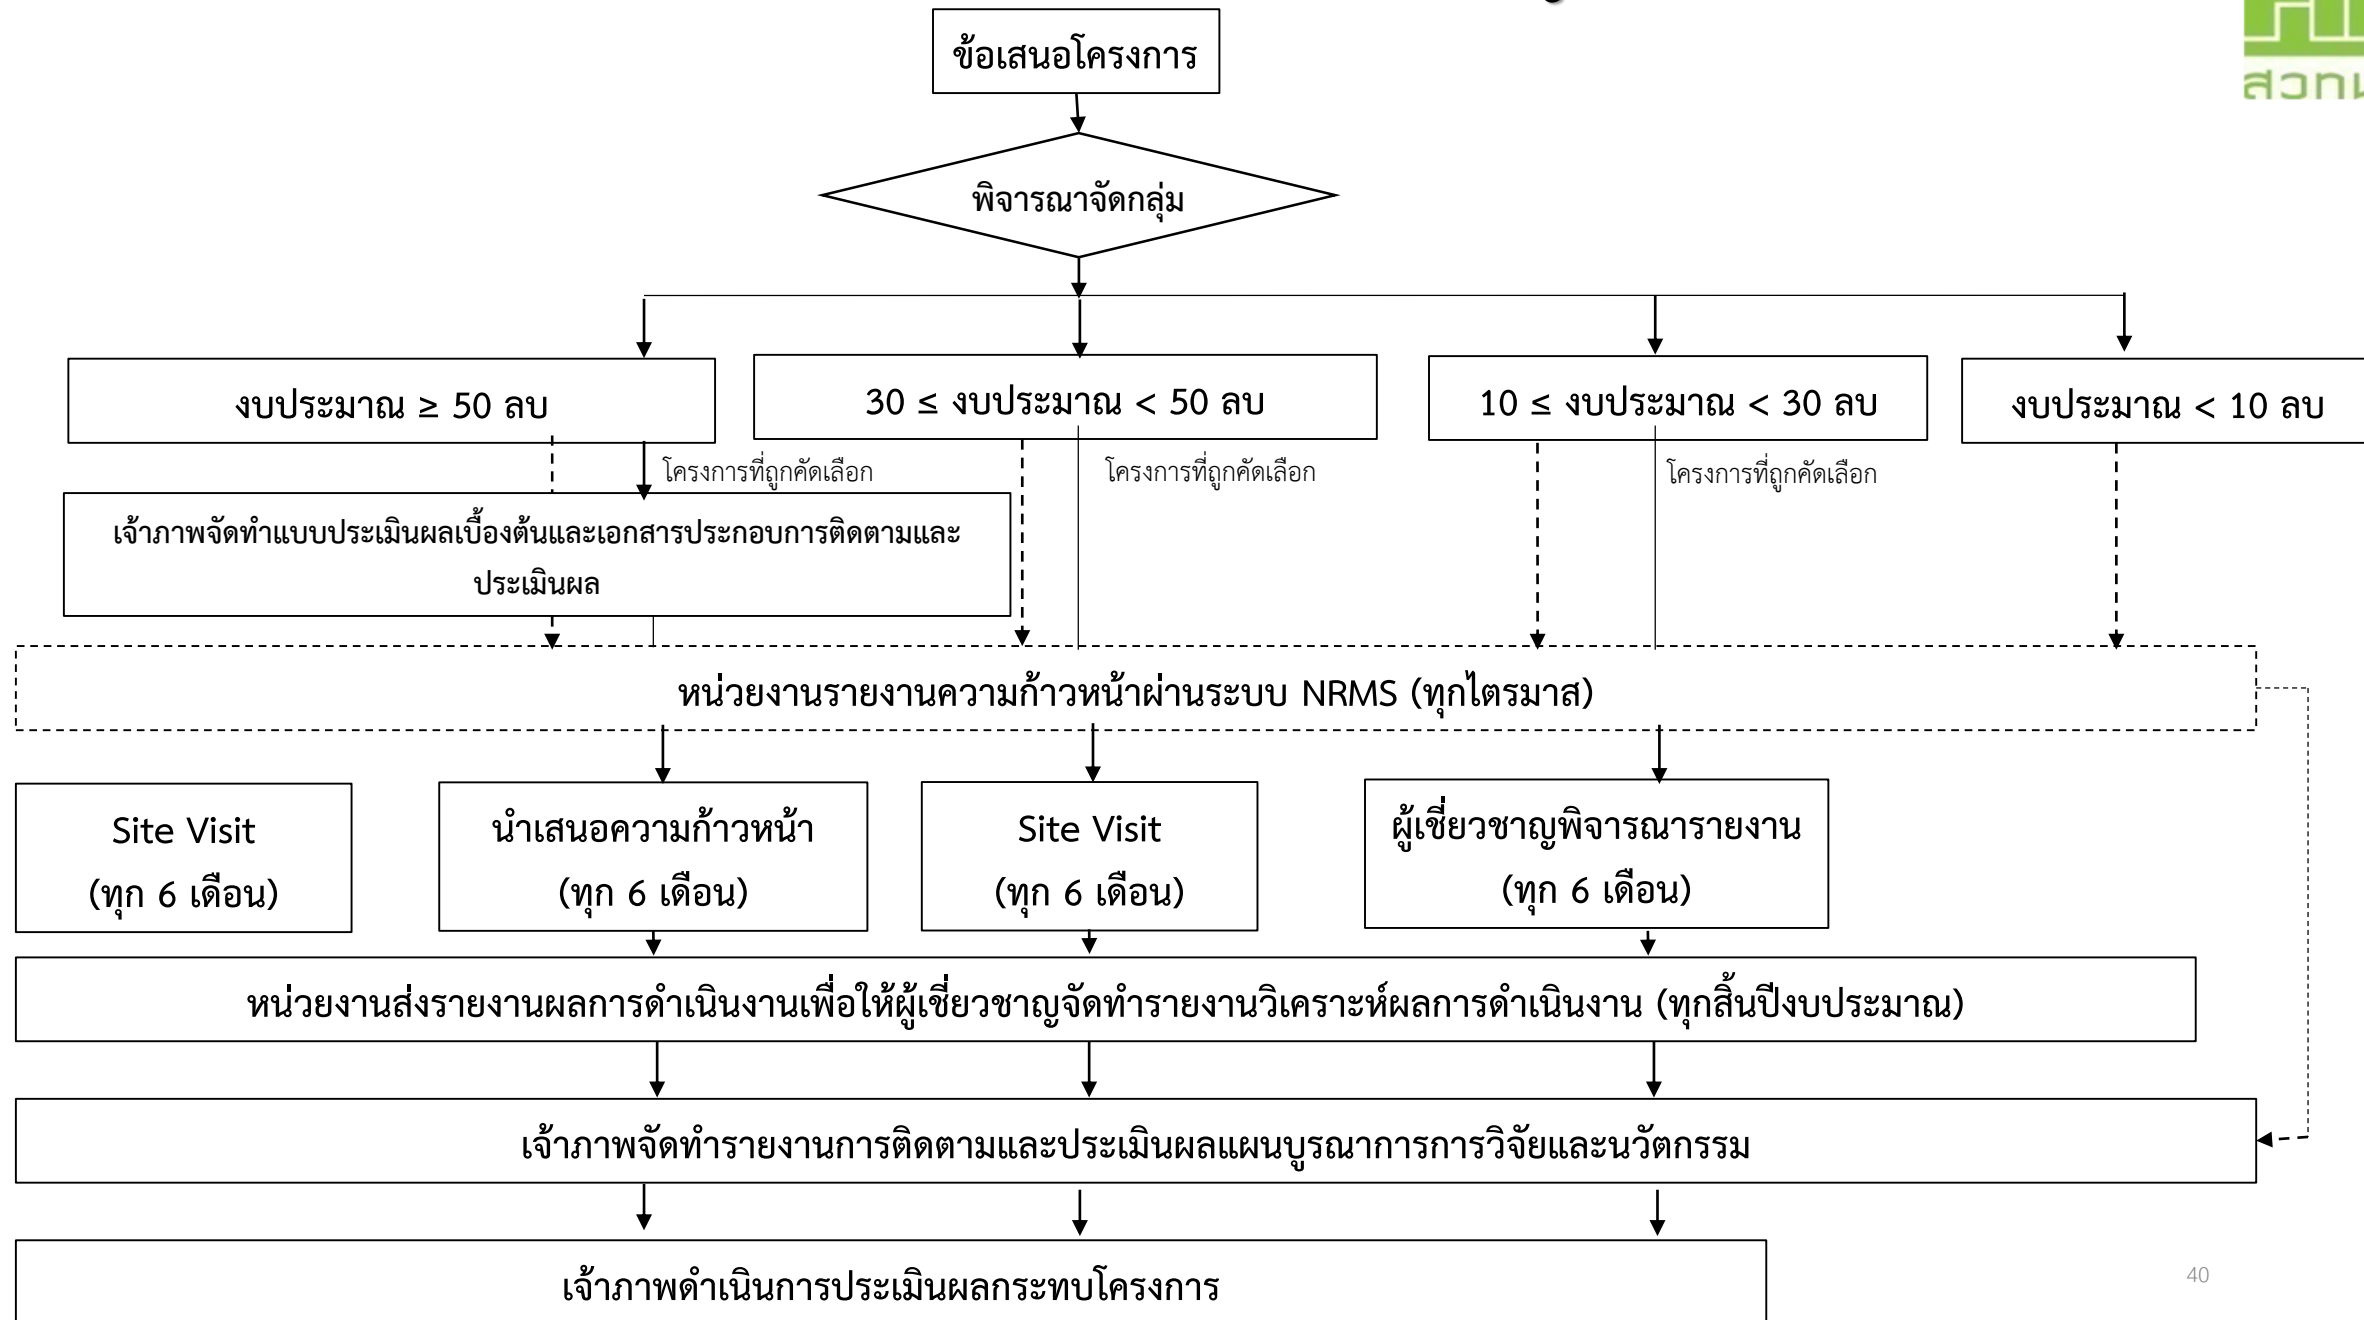 ข้อเสนอโครงการ
พิจารณาจัดกลุ่ม
งบประมาณ ≥ 50 ลบ
30 ≤ งบประมาณ < 50 ลบ
10 ≤ งบประมาณ < 30 ลบ
งบประมาณ < 10 ลบ
โครงการที่ถูกคัดเลือก
โครงการที่ถูกคัดเลือก
โครงการที่ถูกคัดเลือก
เจ้าภาพจัดทำแบบประเมินผลเบื้องต้นและเอกสารประกอบการติดตามและ
ประเมินผล
หน่วยงานรายงานความก้าวหน้าผ่านระบบ NRMS (ทุกไตรมาส)
Site Visit
(ทุก 6 เดือน)
นำเสนอความก้าวหน้า
(ทุก 6 เดือน)
Site Visit
(ทุก 6 เดือน)
ผู้เชี่ยวชาญพิจารณารายงาน
(ทุก 6 เดือน)
หน่วยงานส่งรายงานผลการดำเนินงานเพื่อให้ผู้เชี่ยวชาญจัดทำรายงานวิเคราะห์ผลการดำเนินงาน (ทุกสิ้นปีงบประมาณ)
เจ้าภาพจัดทำรายงานการติดตามและประเมินผลแผนบูรณาการการวิจัยและนวัตกรรม
เจ้าภาพดำเนินการประเมินผลกระทบโครงการ
40